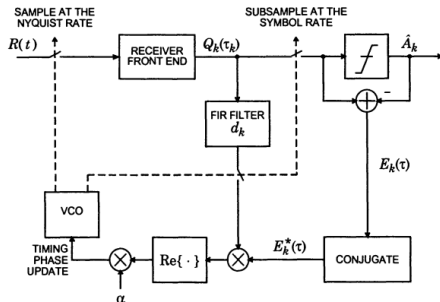 SAMPLE AT THE
NYQUIST RATE
SUBSAMPLE AT THE
SYMBOL RATE
R(t)
RECEIVER
FRONT END
Q_k(τ_k)
Â_k
FIR FILTER
d_k
+
−
E_k(τ)
VCO
TIMING
PHASE
UPDATE
×
Re{ · }
×
E_k^*(τ)
CONJUGATE
α